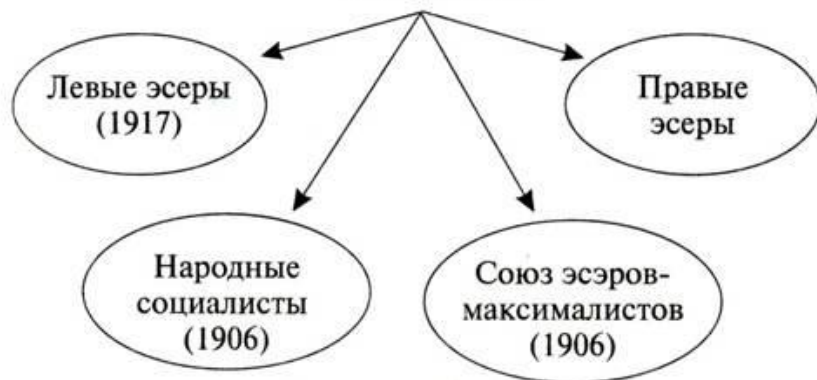 Левые эсеры
(1917)
Правые
эсеры
Народные
социалисты
(1906)
Союз эсэров-
максималистов
(1906)